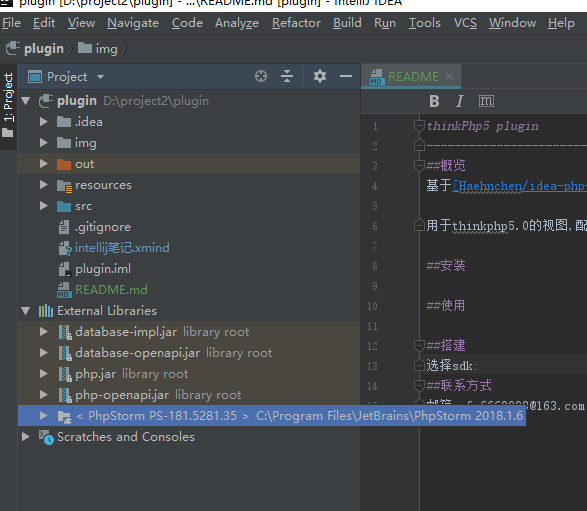 plugin [D:\project2\plugin] - ...\README.md [plugin] - IntelliJ IDEA
File Edit View Navigate Code Analyze Refactor Build Run Tools VCS Window Help
plugin img
1: Project
Project
README
plugin D:\project2\plugin
.idea
img
out
resources
src
.gitignore
intellij笔记.xmind
plugin.iml
README.md
External Libraries
database-impl.jar library root
database-openapi.jar library root
php.jar library root
php-openapi.jar library root
< PhpStorm PS-181.5281.35 > C:\Program Files\JetBrains\PhpStorm 2018.1.6
Scratches and Consoles
B I m
1 thinkPhp5 plugin
2 -----------------------
3 ##概览
4 基于[Haehnchen/idea-php-
5
6 用于thinkphp5.0的视图,配
7
8 ##安装
9
10 ##使用
11
12 ##搭建
13 选择sdk:
14 ##联系方式
@163.com